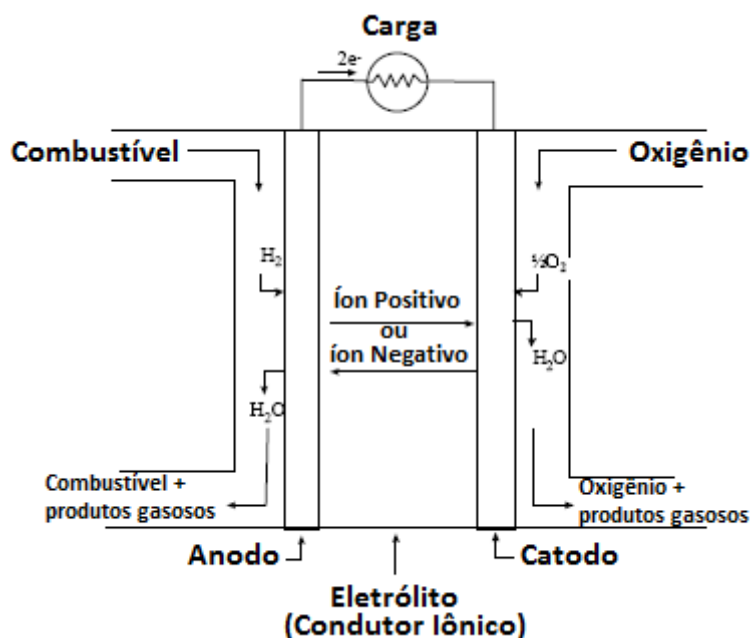 Carga
2e-
Combustível
Oxigênio
H₂
½O₂
Íon Positivo
ou
íon Negativo
H₂O
H₂O
Combustível +
produtos gasosos
Oxigênio +
produtos gasosos
Anodo
Catodo
Eletrólito
(Condutor Iônico)